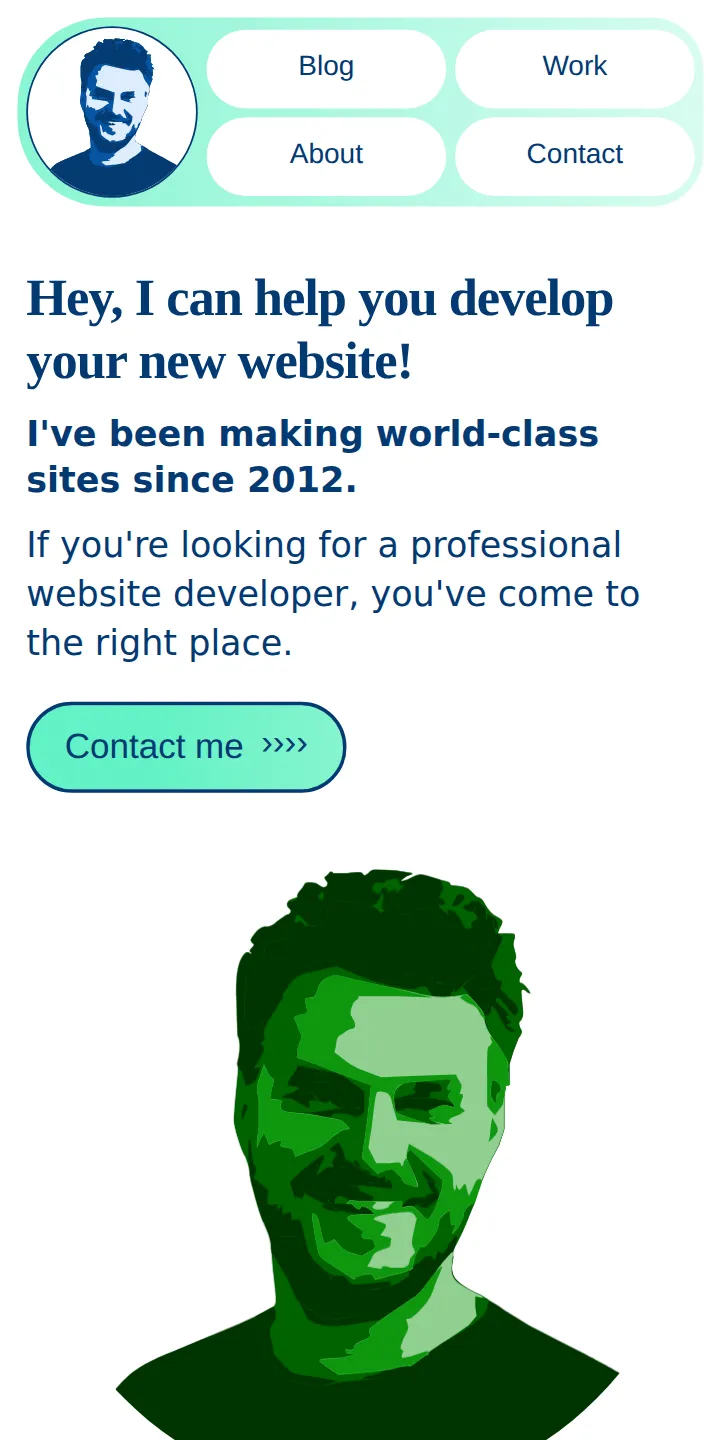 Blog
Work
About
Contact
Hey, I can help you develop
your new website!
I've been making world-class
sites since 2012.
If you're looking for a professional
website developer, you've come to
the right place.
Contact me ››››